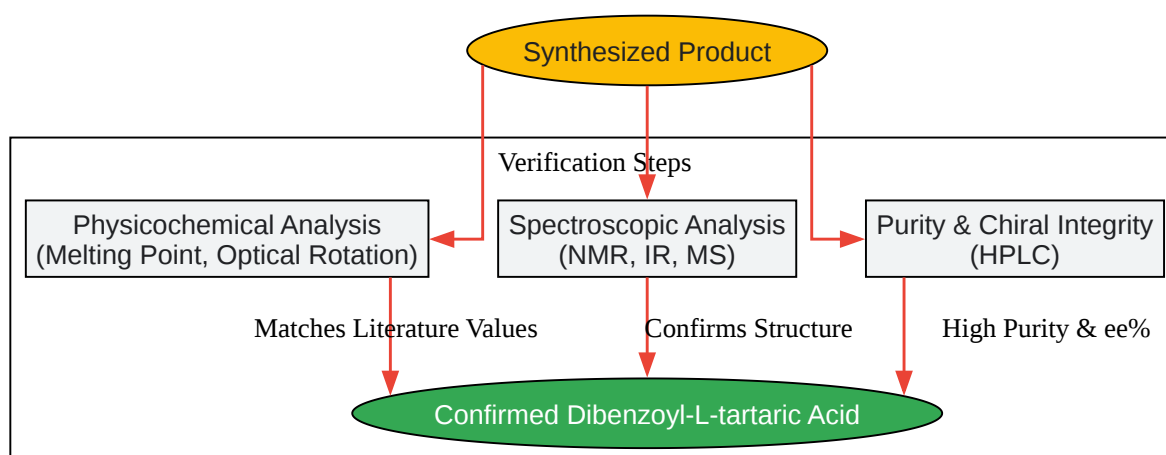 Synthesized Product
Verification Steps
Physicochemical Analysis
(Melting Point, Optical Rotation)
Spectroscopic Analysis
(NMR, IR, MS)
Purity & Chiral Integrity
(HPLC)
Matches Literature Values
Confirms Structure
High Purity & ee%
Confirmed Dibenzoyl-L-tartaric Acid